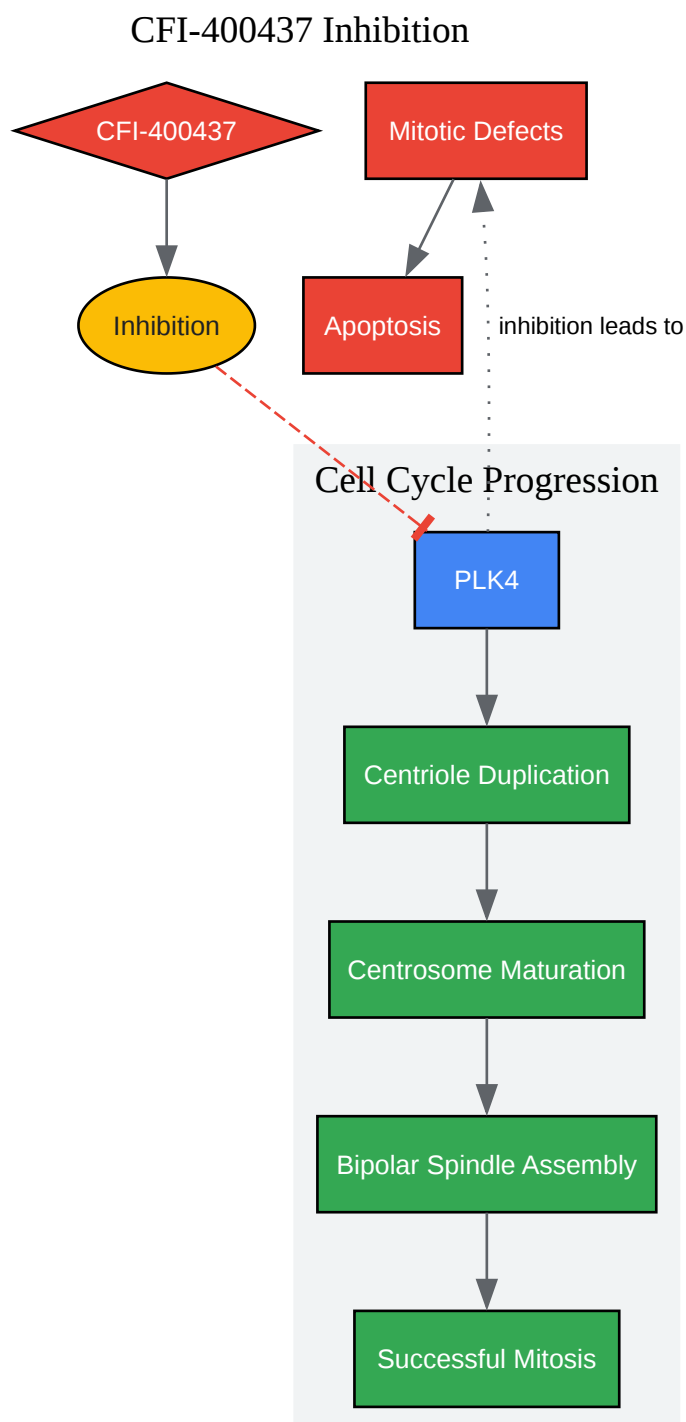 CFI-400437 Inhibition
CFI-400437
Mitotic Defects
Inhibition
Apoptosis
inhibition leads to
Cell Cycle Progression
PLK4
Centriole Duplication
Centrosome Maturation
Bipolar Spindle Assembly
Successful Mitosis